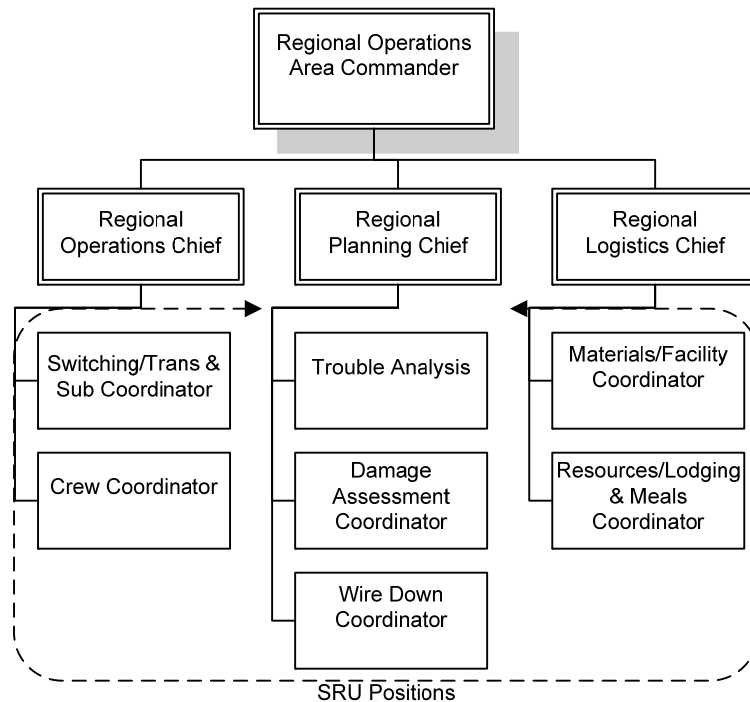 Regional Operations
Area Commander
Regional
Operations Chief
Regional
Planning Chief
Regional
Logistics Chief
Switching/Trans &
Sub Coordinator
Trouble Analysis
Materials/Facility
Coordinator
Crew Coordinator
Damage
Assessment
Coordinator
Resources/Lodging
& Meals
Coordinator
Wire Down
Coordinator
SRU Positions